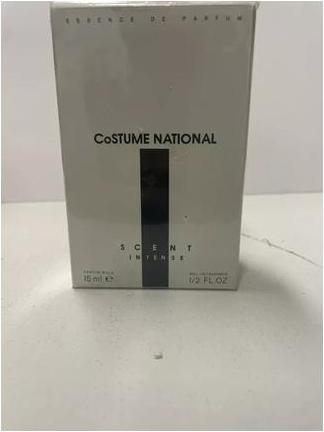 ESSENCE DE PARFUM
CoSTUME NATIONAL
SCENT
INTENSE
15 ml ℮
1/2 FL.OZ